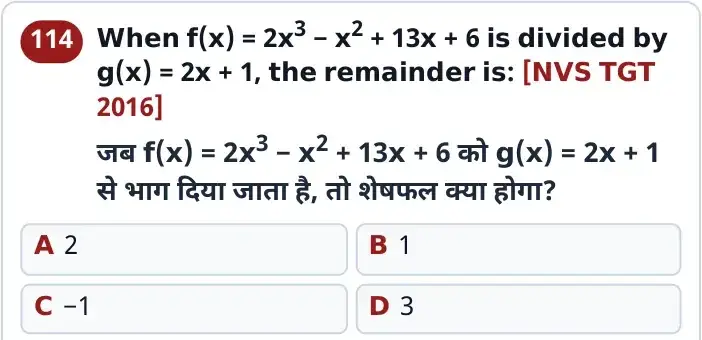 114 When f(x) = 2x³ − x² + 13x + 6 is divided by
g(x) = 2x + 1, the remainder is: [NVS TGT
2016]
जब f(x) = 2x³ − x² + 13x + 6 को g(x) = 2x + 1
से भाग दिया जाता है, तो शेषफल क्या होगा?
A 2
B 1
C −1
D 3